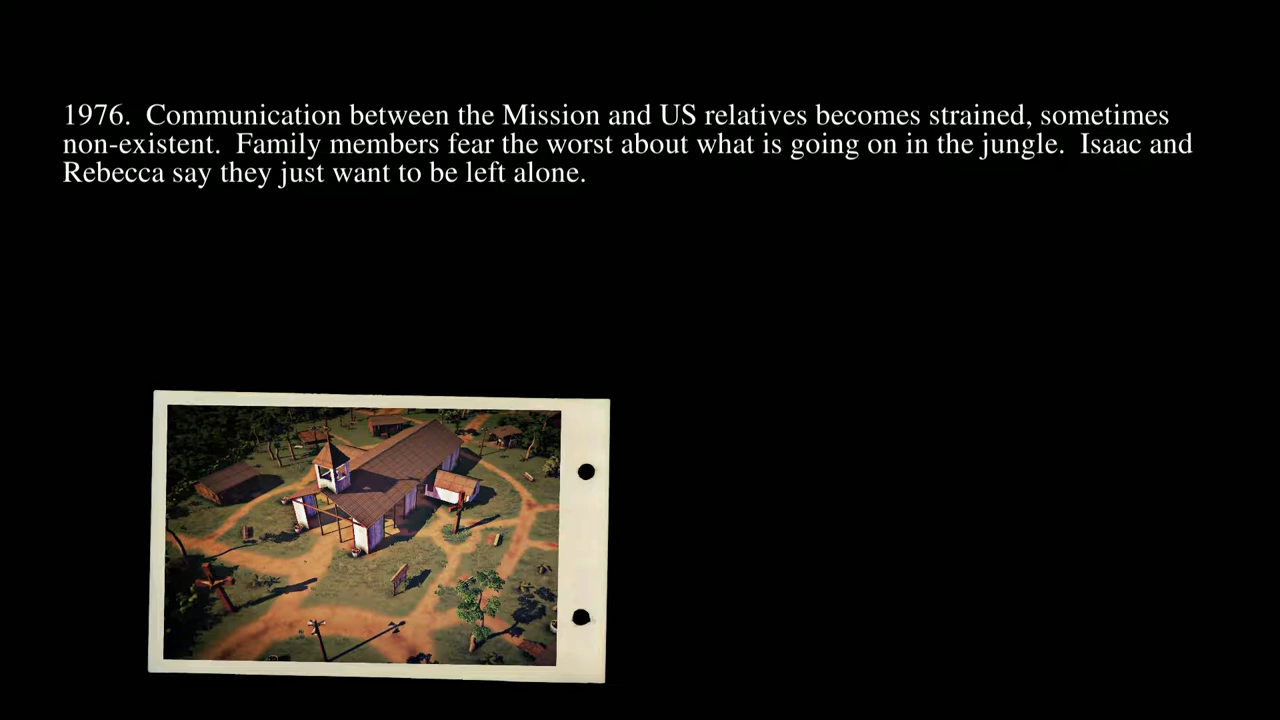 1976.  Communication between the Mission and US relatives becomes strained, sometimes
non-existent.  Family members fear the worst about what is going on in the jungle.  Isaac and
Rebecca say they just want to be left alone.